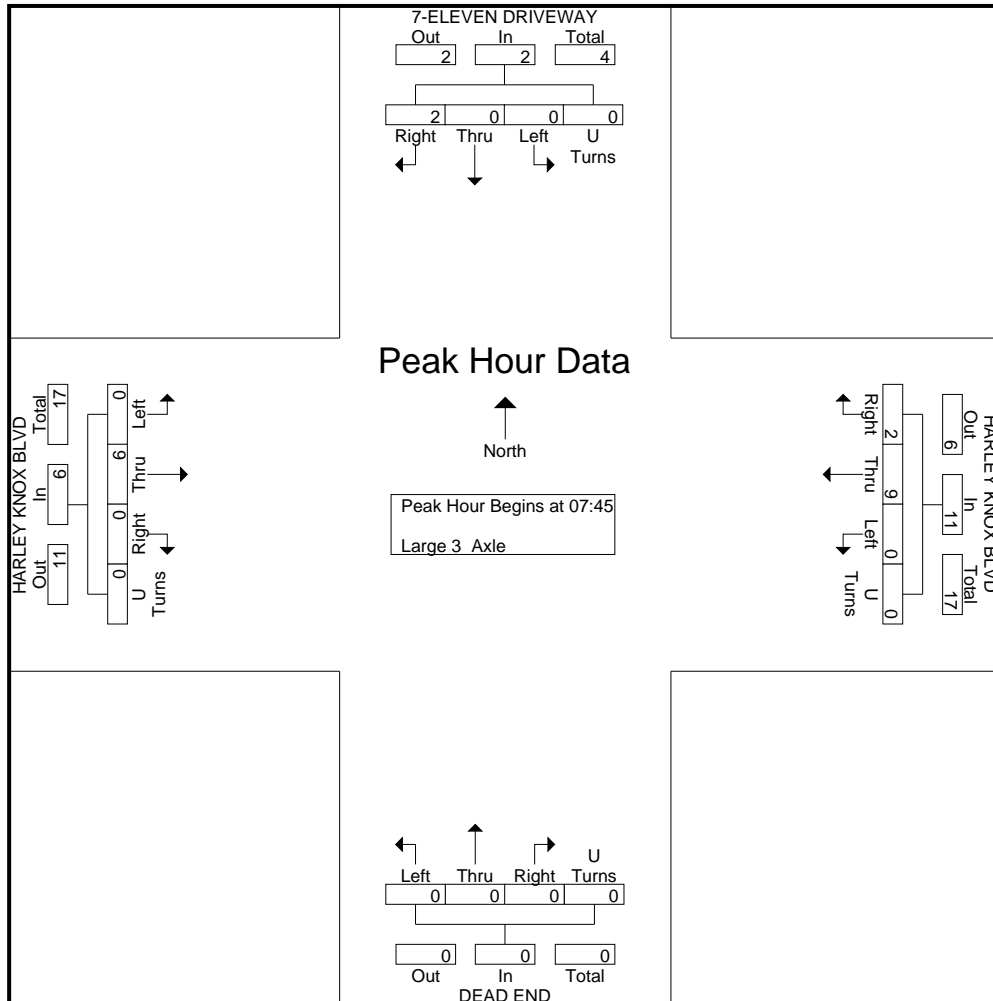 7-ELEVEN DRIVEWAY
Out In Total
2 2 4
2 0 0 0
Right Thru Left U
Turns
Peak Hour Data
North
Peak Hour Begins at 07:45
Large 3 Axle
HARLEY KNOX BLVD
Total In Out
17 6 11
0 6 0 0
Left Thru Right U
Turns
HARLEY KNOX BLVD
Out In Total
6 11 17
2 9 0 0
Right Thru Left U
Turns
U
Left Thru Right Turns
0 0 0 0
0 0 0
Out In Total
DEAD END